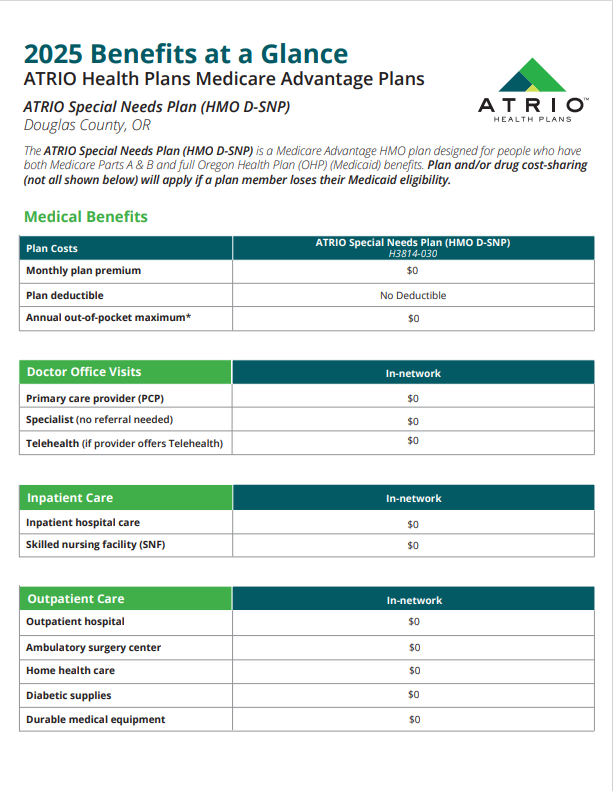 2025 Benefits at a Glance
ATRIO Health Plans Medicare Advantage Plans
ATRIO Special Needs Plan (HMO D-SNP)
Douglas County, OR
ATRIO™
HEALTH PLANS
The ATRIO Special Needs Plan (HMO D-SNP) is a Medicare Advantage HMO plan designed for people who have
both Medicare Parts A & B and full Oregon Health Plan (OHP) (Medicaid) benefits. Plan and/or drug cost-sharing
(not all shown below) will apply if a plan member loses their Medicaid eligibility.
Medical Benefits
Plan Costs
ATRIO Special Needs Plan (HMO D-SNP)
H3814-030
Monthly plan premium $0
Plan deductible No Deductible
Annual out-of-pocket maximum* $0
Doctor Office Visits In-network
Primary care provider (PCP) $0
Specialist (no referral needed) $0
Telehealth (if provider offers Telehealth) $0
Inpatient Care In-network
Inpatient hospital care $0
Skilled nursing facility (SNF) $0
Outpatient Care In-network
Outpatient hospital $0
Ambulatory surgery center $0
Home health care $0
Diabetic supplies $0
Durable medical equipment $0